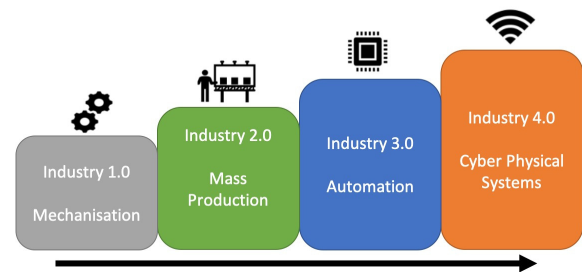 Industry 1.0
Mechanisation
Industry 2.0
Mass
Production
Industry 3.0
Automation
Industry 4.0
Cyber Physical
Systems